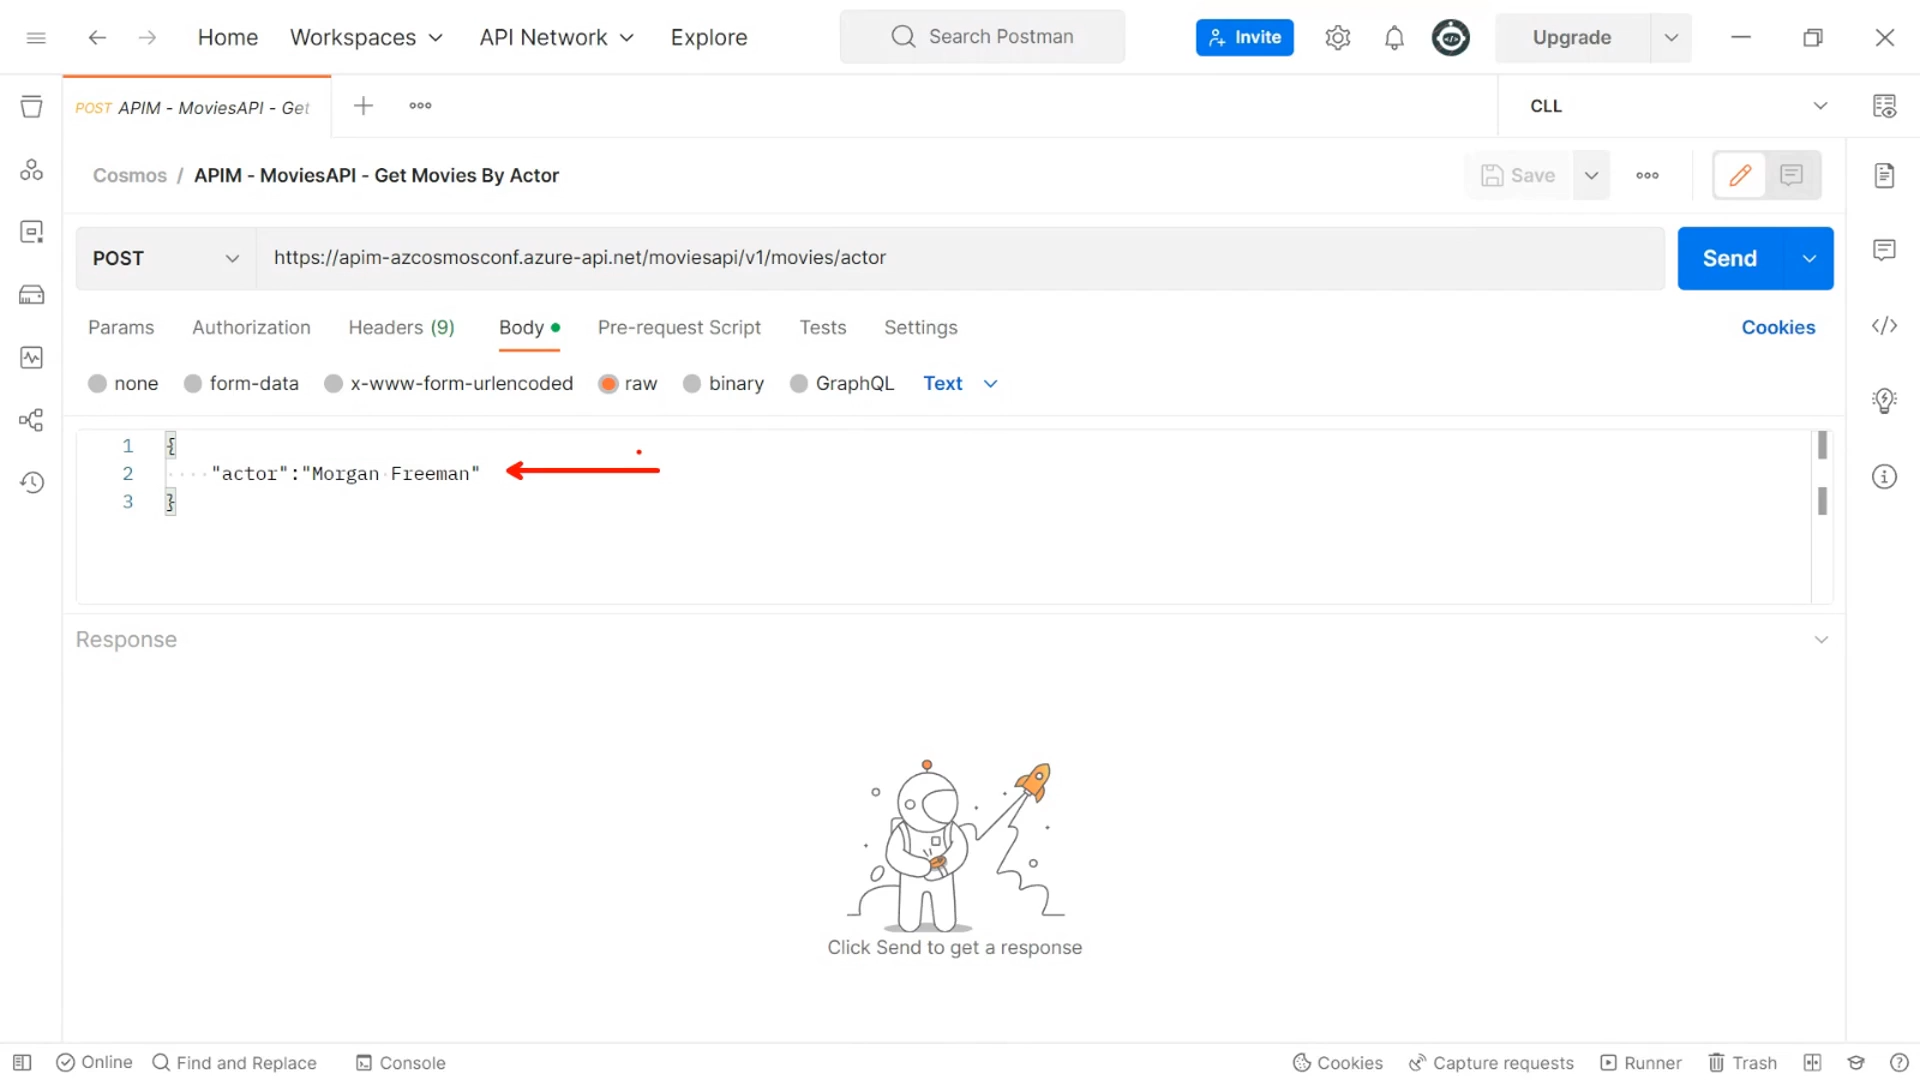 Home Workspaces API Network Explore Search Postman Invite Upgrade
POST APIM - MoviesAPI - Get CLL
Cosmos / APIM - MoviesAPI - Get Movies By Actor Save
POST https://apim-azcosmosconf.azure-api.net/moviesapi/v1/movies/actor Send
Params Authorization Headers (9) Body Pre-request Script Tests Settings Cookies
none form-data x-www-form-urlencoded raw binary GraphQL Text
1 {
2 "actor":"Morgan Freeman"
3 }
Response
Click Send to get a response
Online Find and Replace Console Cookies Capture requests Runner Trash